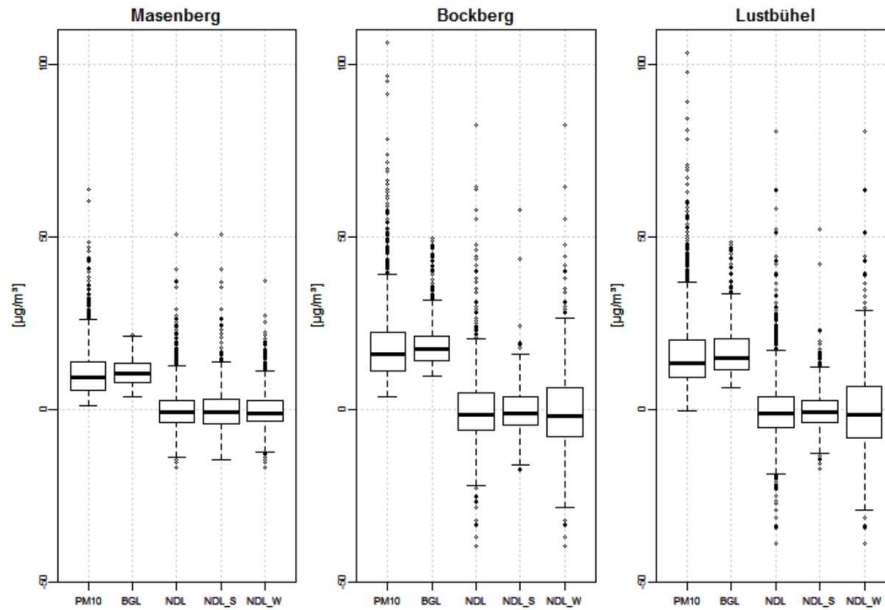 Masenberg
Bockberg
Lustbühel
[µg/m³]
100
50
0
-50
PM10 BGL NDL NDL_S NDL_W
[µg/m³]
100
50
0
-50
PM10 BGL NDL NDL_S NDL_W
[µg/m³]
100
50
0
-50
PM10 BGL NDL NDL_S NDL_W